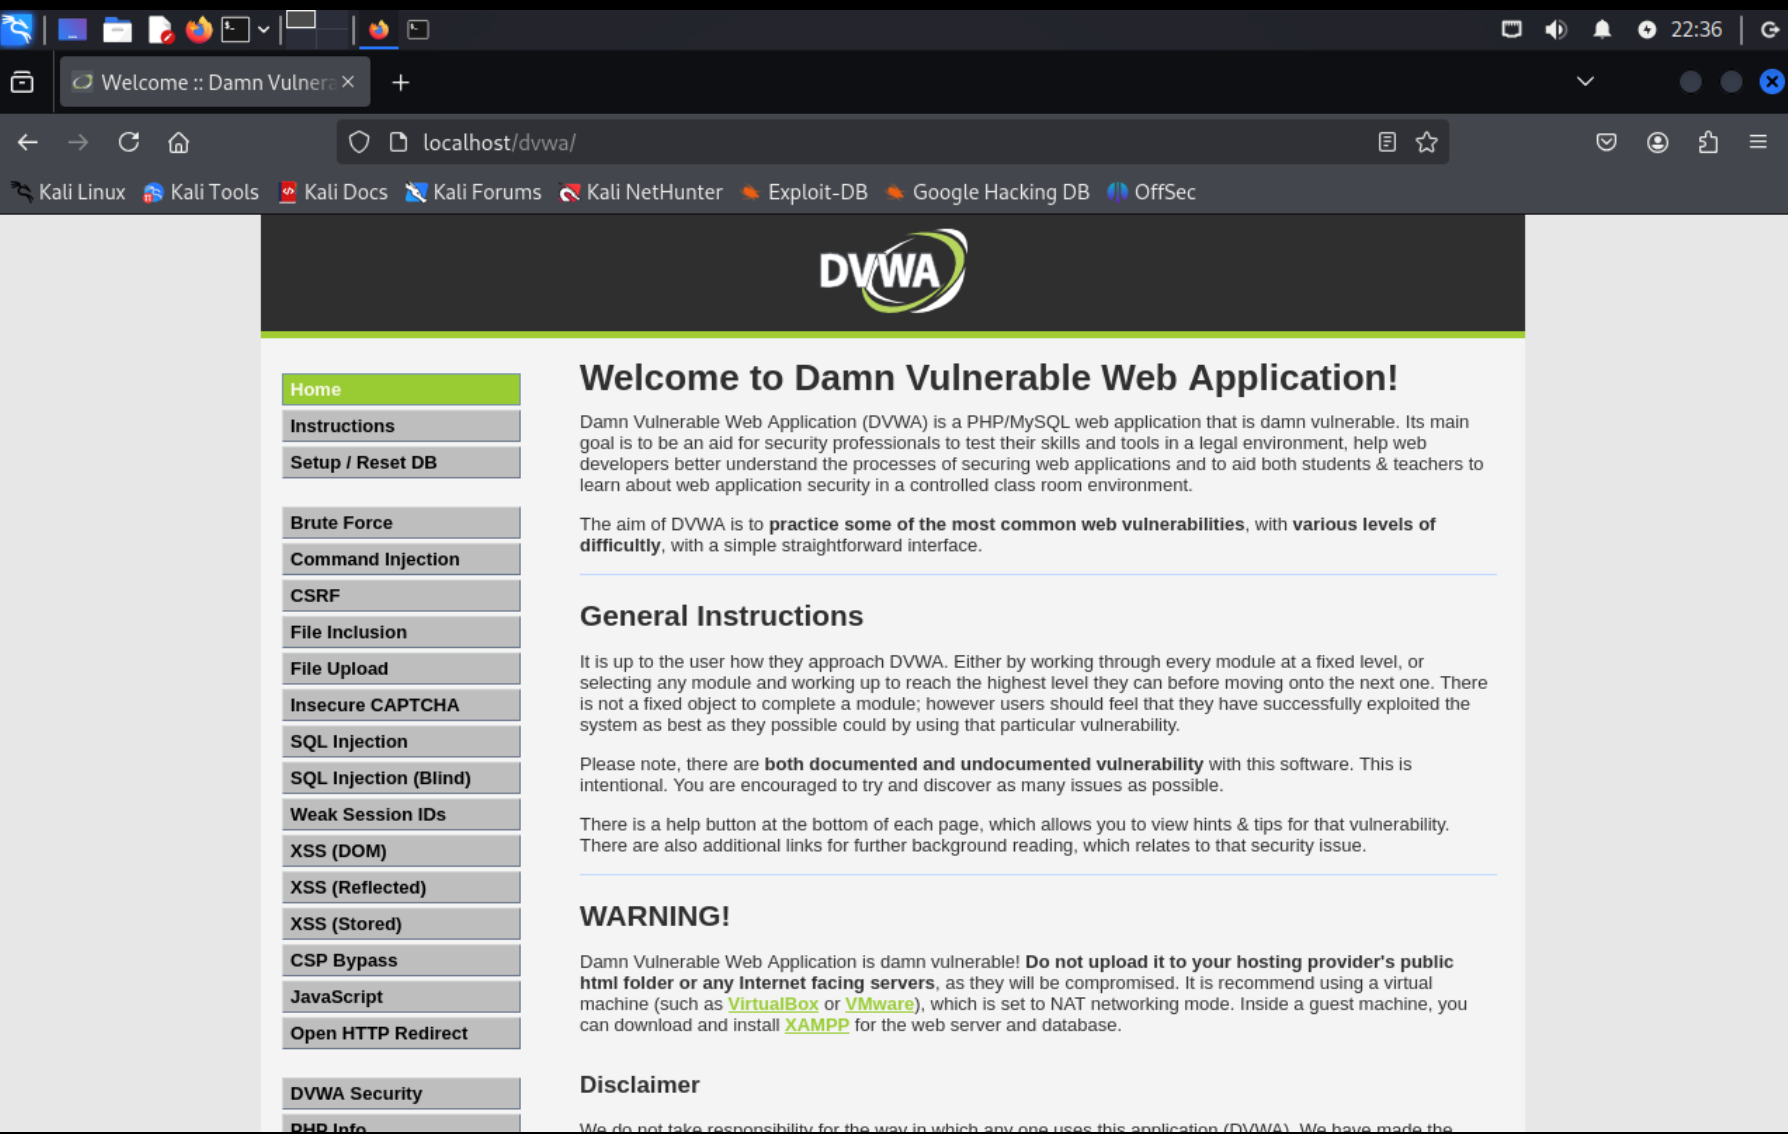 22:36
Welcome :: Damn Vulnera
localhost/dvwa/
Kali Linux Kali Tools Kali Docs Kali Forums Kali NetHunter Exploit-DB Google Hacking DB OffSec
DVWA
Home
Instructions
Setup / Reset DB
Brute Force
Command Injection
CSRF
File Inclusion
File Upload
Insecure CAPTCHA
SQL Injection
SQL Injection (Blind)
Weak Session IDs
XSS (DOM)
XSS (Reflected)
XSS (Stored)
CSP Bypass
JavaScript
Open HTTP Redirect
DVWA Security
PHP Info
Welcome to Damn Vulnerable Web Application!
Damn Vulnerable Web Application (DVWA) is a PHP/MySQL web application that is damn vulnerable. Its main
goal is to be an aid for security professionals to test their skills and tools in a legal environment, help web
developers better understand the processes of securing web applications and to aid both students & teachers to
learn about web application security in a controlled class room environment.
The aim of DVWA is to practice some of the most common web vulnerabilities, with various levels of
difficultly, with a simple straightforward interface.
General Instructions
It is up to the user how they approach DVWA. Either by working through every module at a fixed level, or
selecting any module and working up to reach the highest level they can before moving onto the next one. There
is not a fixed object to complete a module; however users should feel that they have successfully exploited the
system as best as they possible could by using that particular vulnerability.
Please note, there are both documented and undocumented vulnerability with this software. This is
intentional. You are encouraged to try and discover as many issues as possible.
There is a help button at the bottom of each page, which allows you to view hints & tips for that vulnerability.
There are also additional links for further background reading, which relates to that security issue.
WARNING!
Damn Vulnerable Web Application is damn vulnerable! Do not upload it to your hosting provider's public
html folder or any Internet facing servers, as they will be compromised. It is recommend using a virtual
machine (such as VirtualBox or VMware), which is set to NAT networking mode. Inside a guest machine, you
can download and install XAMPP for the web server and database.
Disclaimer
We do not take responsibility for the way in which any one uses this application (DVWA). We have made the